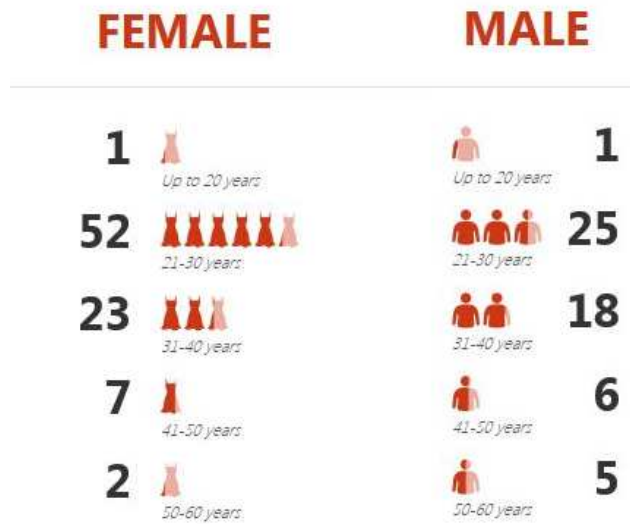 FEMALE MALE
1 1
Up to 20 years Up to 20 years
52 25
21-30 years 21-30 years
23 18
31-40 years 31-40 years
7 6
41-50 years 41-50 years
2 5
50-60 years 50-60 years